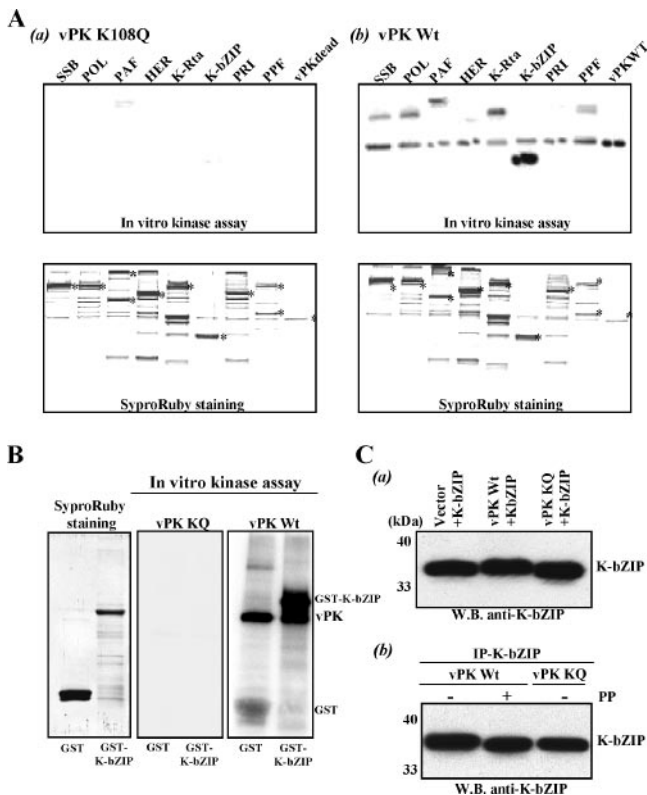 A
(a) vPK K108Q
SSB POL PAF HER K-Rta K-bZIP PRI PPF vPKdead
In vitro kinase assay
* * * * * * * * * *
SyproRuby staining
(b) vPK Wt
SSB POL PAF HER K-Rta K-bZIP PRI PPF vPKWT
In vitro kinase assay
* * * * * * * * * *
SyproRuby staining
B
In vitro kinase assay
SyproRuby
staining
vPK KQ
vPK Wt
GST-K-bZIP
vPK
GST
GST GST-
K-bZIP
GST GST-
K-bZIP
GST GST-
K-bZIP
C
(a)
Vector
+K-bZIP
vPK Wt
+KbZIP
vPK KQ
+K-bZIP
(kDa)
40
33
K-bZIP
W.B. anti-K-bZIP
(b)
IP-K-bZIP
vPK Wt vPK KQ
- + - PP
40
33
K-bZIP
W.B. anti-K-bZIP